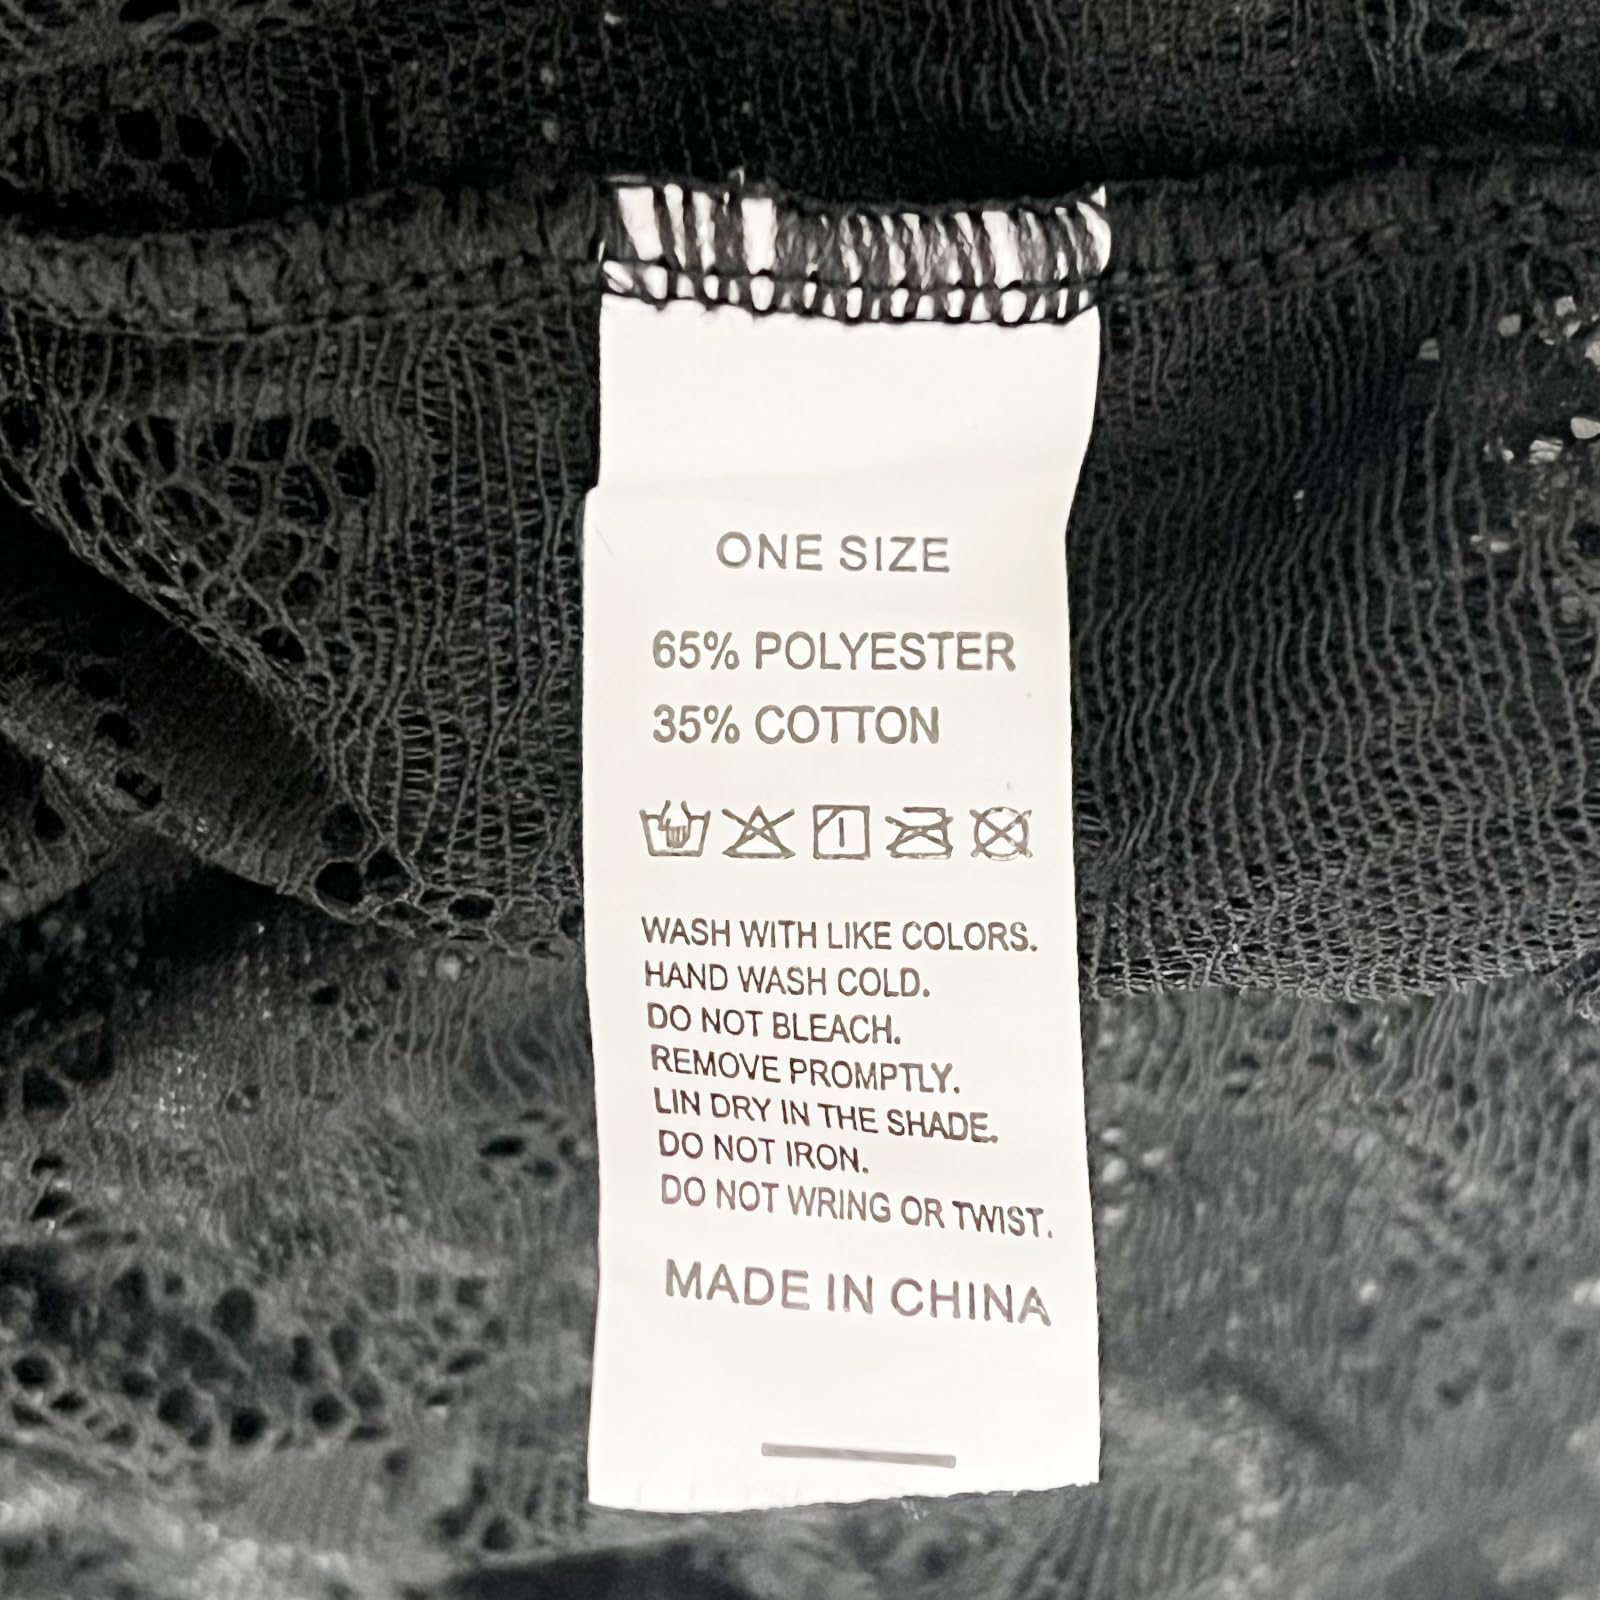 ONE SIZE
65% POLYESTER
35% COTTON
WASH WITH LIKE COLORS.
HAND WASH COLD.
DO NOT BLEACH.
REMOVE PROMPTLY.
LIN DRY IN THE SHADE.
DO NOT IRON.
DO NOT WRING OR TWIST.
MADE IN CHINA